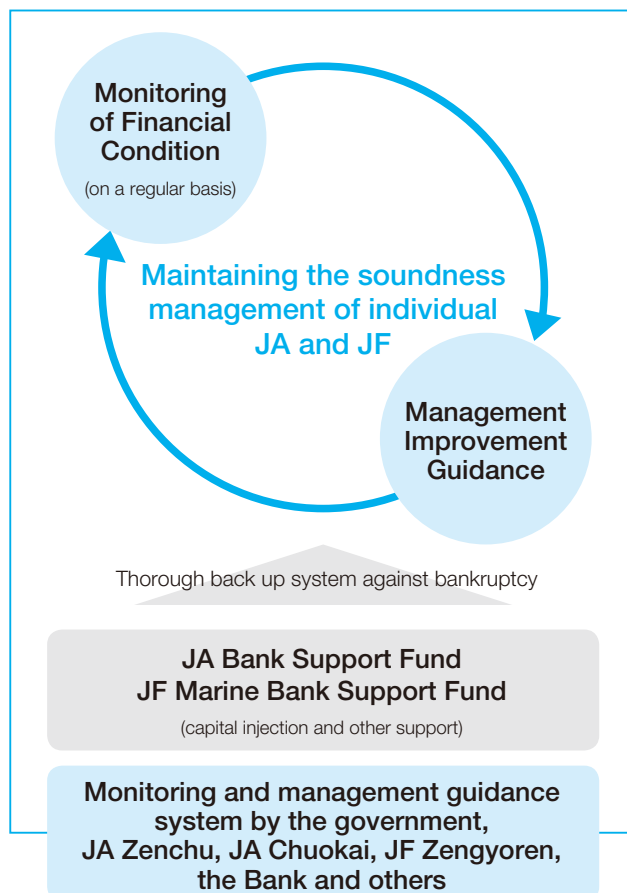 Monitoring
of Financial
Condition
(on a regular basis)
Maintaining the soundness
management of individual
JA and JF
Management
Improvement
Guidance
Thorough back up system against bankruptcy
JA Bank Support Fund
JF Marine Bank Support Fund
(capital injection and other support)
Monitoring and management guidance
system by the government,
JA Zenchu, JA Chuokai, JF Zengyoren,
the Bank and others